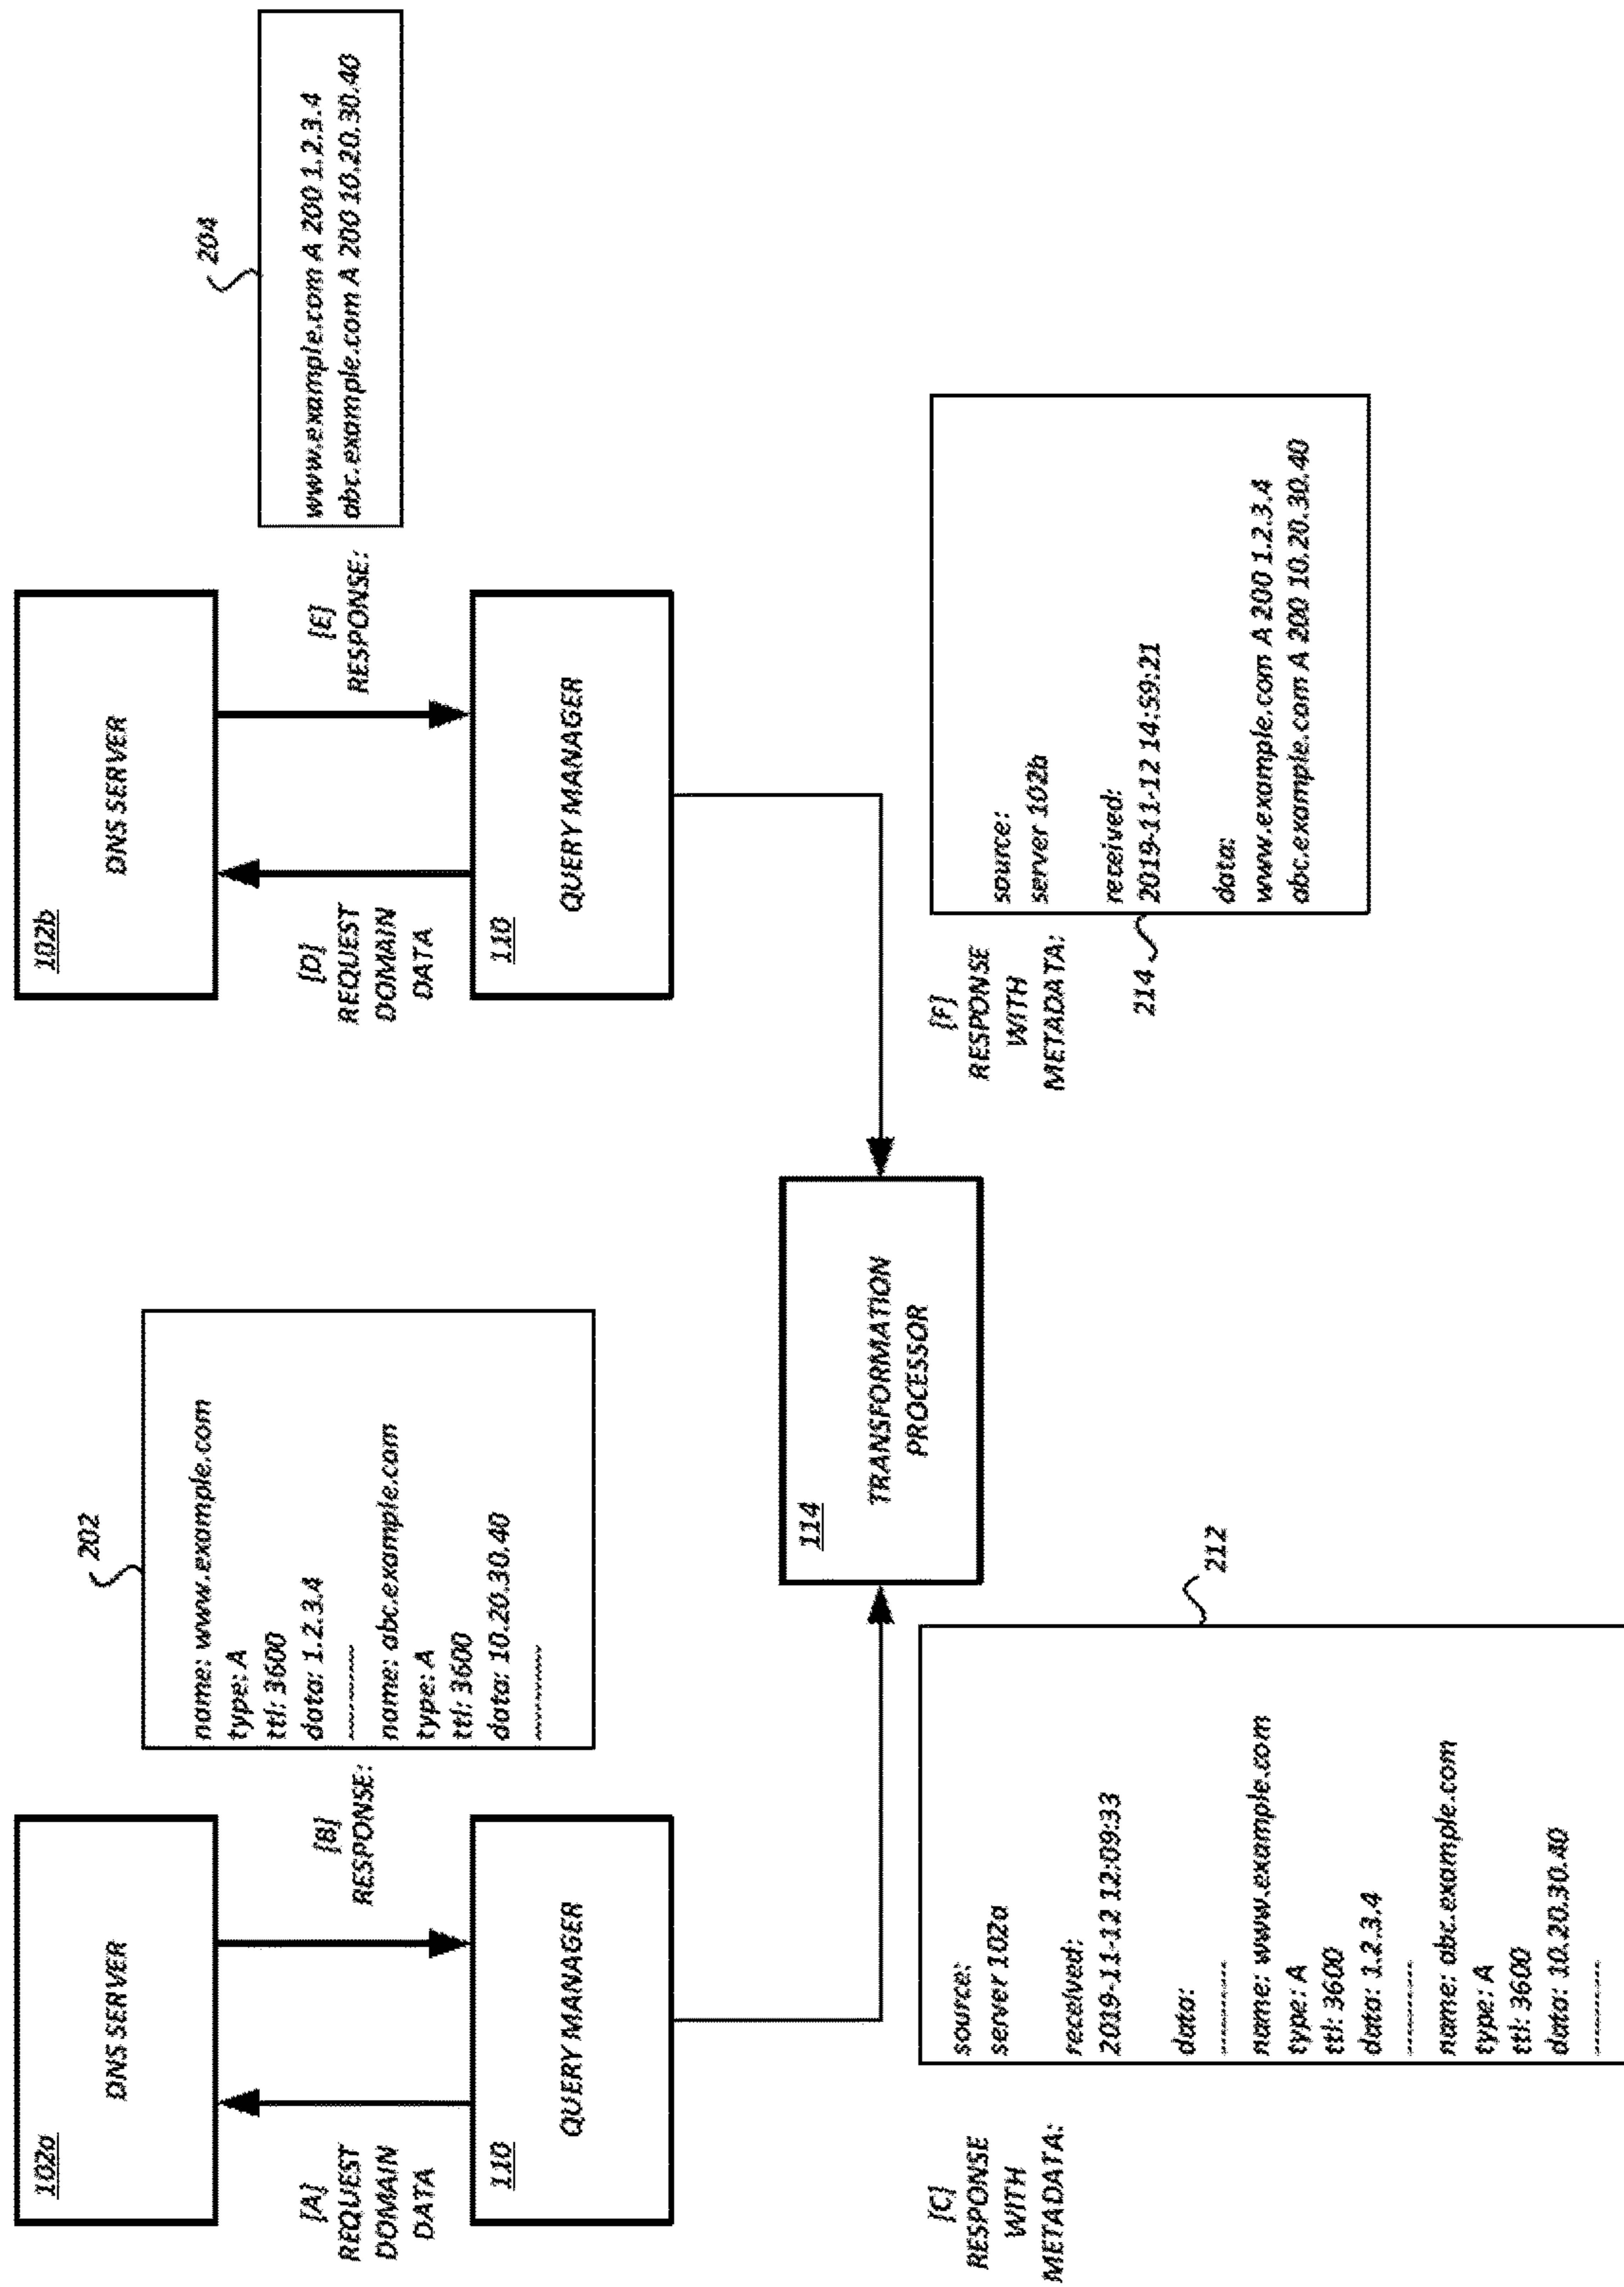 102a
DNS SERVER
[A]
REQUEST
DOMAIN
DATA
[B]
RESPONSE:
202
name: www.example.com
type: A
ttl: 3600
data: 1.2.3.4
----------
name: abc.example.com
type: A
ttl: 3600
data: 10.20.30.40
----------
110
QUERY MANAGER
102b
DNS SERVER
[D]
REQUEST
DOMAIN
DATA
[E]
RESPONSE:
204
www.example.com A 200 1.2.3.4
abc.example.com A 200 10.20.30.40
110
QUERY MANAGER
114
TRANSFORMATION
PROCESSOR
[C]
RESPONSE
WITH
METADATA:
212
source:
server 102a
received:
2019-11-12 12:09:33
data:
----------
name: www.example.com
type: A
ttl: 3600
data: 1.2.3.4
----------
name: abc.example.com
type: A
ttl: 3600
data: 10.20.30.40
----------
[F]
RESPONSE
WITH
METADATA:
214
source:
server 102b
received:
2019-11-12 14:59:21
data:
www.example.com A 200 1.2.3.4
abc.example.com A 200 10.20.30.40